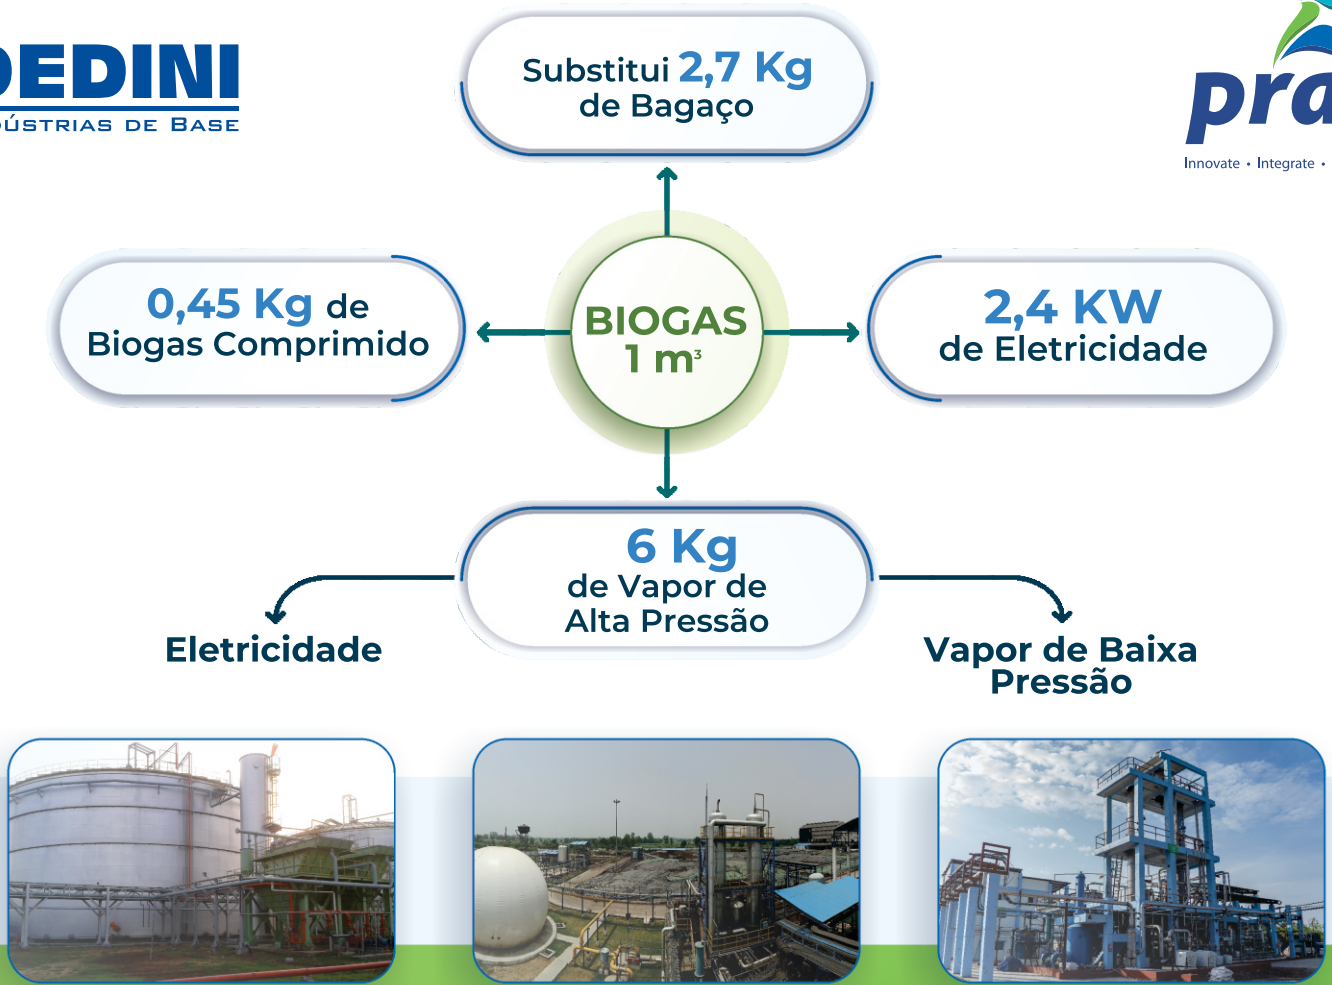 DEDINI
ÚSTRIAS DE BASE
Substitui 2,7 Kg
de Bagaço
pra
Innovate • Integrate •
0,45 Kg de
Biogas Comprimido
BIOGAS
1 m³
2,4 KW
de Eletricidade
6 Kg
de Vapor de
Alta Pressão
Eletricidade
Vapor de Baixa
Pressão